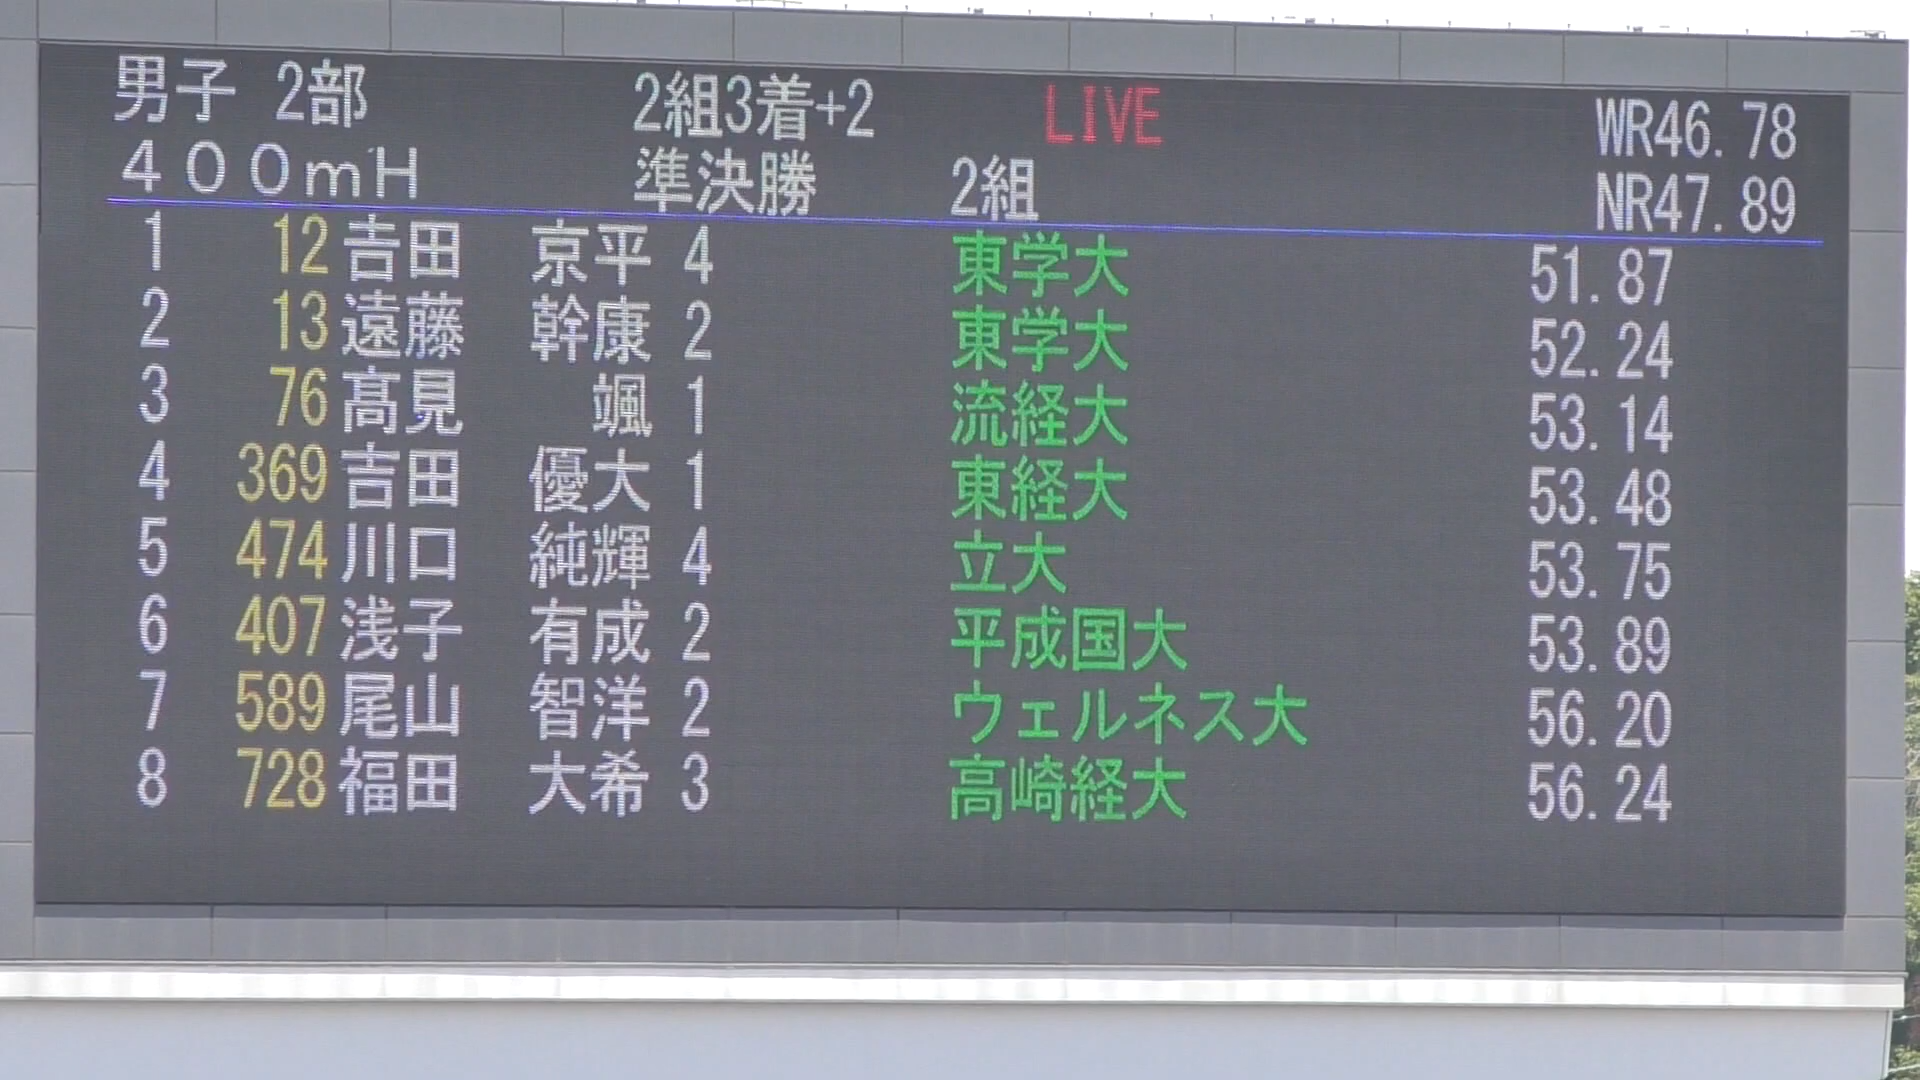 男子 2部 2組3着+2 LIVE WR46.78
400mH 準決勝 2組 NR47.89
1 12 吉田 京平 4 東学大 51.87
2 13 遠藤 幹康 2 東学大 52.24
3 76 髙見 颯 1 流経大 53.14
4 369 吉田 優大 1 東経大 53.48
5 474 川口 純輝 4 立大 53.75
6 407 浅子 有成 2 平成国大 53.89
7 589 尾山 智洋 2 ウェルネス大 56.20
8 728 福田 大希 3 高崎経大 56.24